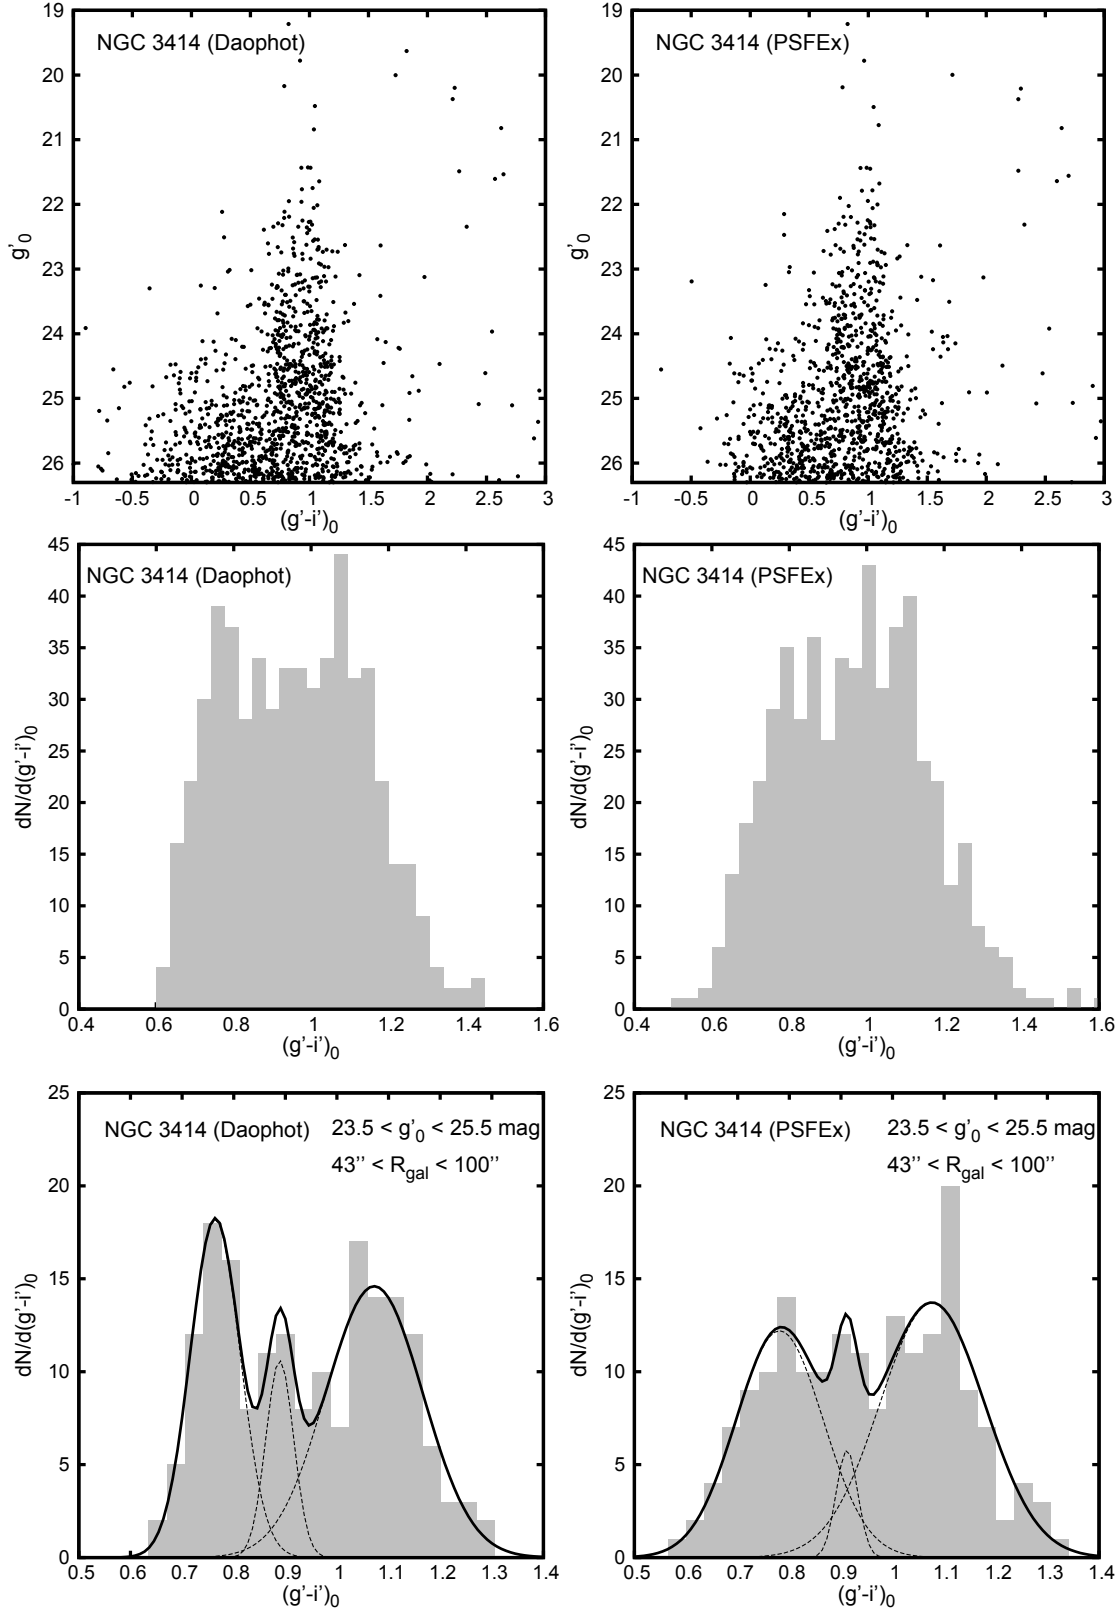 NGC 3414 (Daophot)
g'0
19
20
21
22
23
24
25
26
-1 -0.5 0 0.5 1 1.5 2 2.5 3
(g'-i')0
NGC 3414 (PSFEx)
g'0
19
20
21
22
23
24
25
26
-1 -0.5 0 0.5 1 1.5 2 2.5 3
(g'-i')0
NGC 3414 (Daophot)
dN/d(g'-i')0
45
40
35
30
25
20
15
10
5
0
0.4 0.6 0.8 1 1.2 1.4 1.6
(g'-i')0
NGC 3414 (PSFEx)
dN/d(g'-i')0
45
40
35
30
25
20
15
10
5
0
0.4 0.6 0.8 1 1.2 1.4 1.6
(g'-i')0
NGC 3414 (Daophot) 23.5 < g'0 < 25.5 mag
43'' < Rgal < 100''
dN/d(g'-i')0
25
20
15
10
5
0
0.5 0.6 0.7 0.8 0.9 1 1.1 1.2 1.3 1.4
(g'-i')0
NGC 3414 (PSFEx) 23.5 < g'0 < 25.5 mag
43'' < Rgal < 100''
dN/d(g'-i')0
25
20
15
10
5
0
0.5 0.6 0.7 0.8 0.9 1 1.1 1.2 1.3 1.4
(g'-i')0